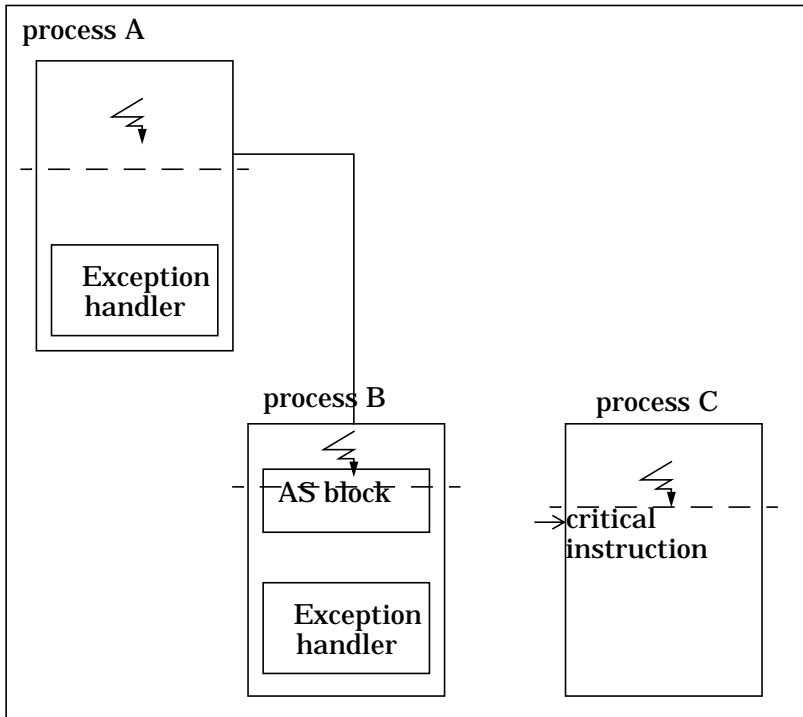 process A
Exception
handler
process B
AS block
Exception
handler
process C
critical
instruction